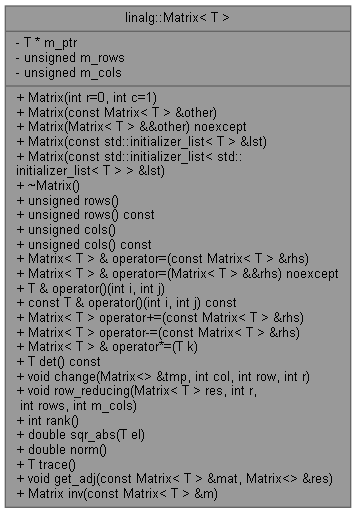 linalg::Matrix< T >
- T * m_ptr
- unsigned m_rows
- unsigned m_cols
+ Matrix(int r=0, int c=1)
+ Matrix(const Matrix< T > &other)
+ Matrix(Matrix< T > &&other) noexcept
+ Matrix(const std::initializer_list< T > &lst)
+ Matrix(const std::initializer_list< std::
initializer_list< T > > &lst)
+ ~Matrix()
+ unsigned rows()
+ unsigned rows() const
+ unsigned cols()
+ unsigned cols() const
+ Matrix< T > & operator=(const Matrix< T > &rhs)
+ Matrix< T > & operator=(Matrix< T > &&rhs) noexcept
+ T & operator()(int i, int j)
+ const T & operator()(int i, int j) const
+ Matrix< T > operator+=(const Matrix< T > &rhs)
+ Matrix< T > operator-=(const Matrix< T > &rhs)
+ Matrix< T > & operator*=(T k)
+ T det() const
+ void change(Matrix<> &tmp, int col, int row, int r)
+ void row_reducing(Matrix< T > res, int r,
int rows, int m_cols)
+ int rank()
+ double sqr_abs(T el)
+ double norm()
+ T trace()
+ void get_adj(const Matrix< T > &mat, Matrix<> &res)
+ Matrix inv(const Matrix< T > &m)